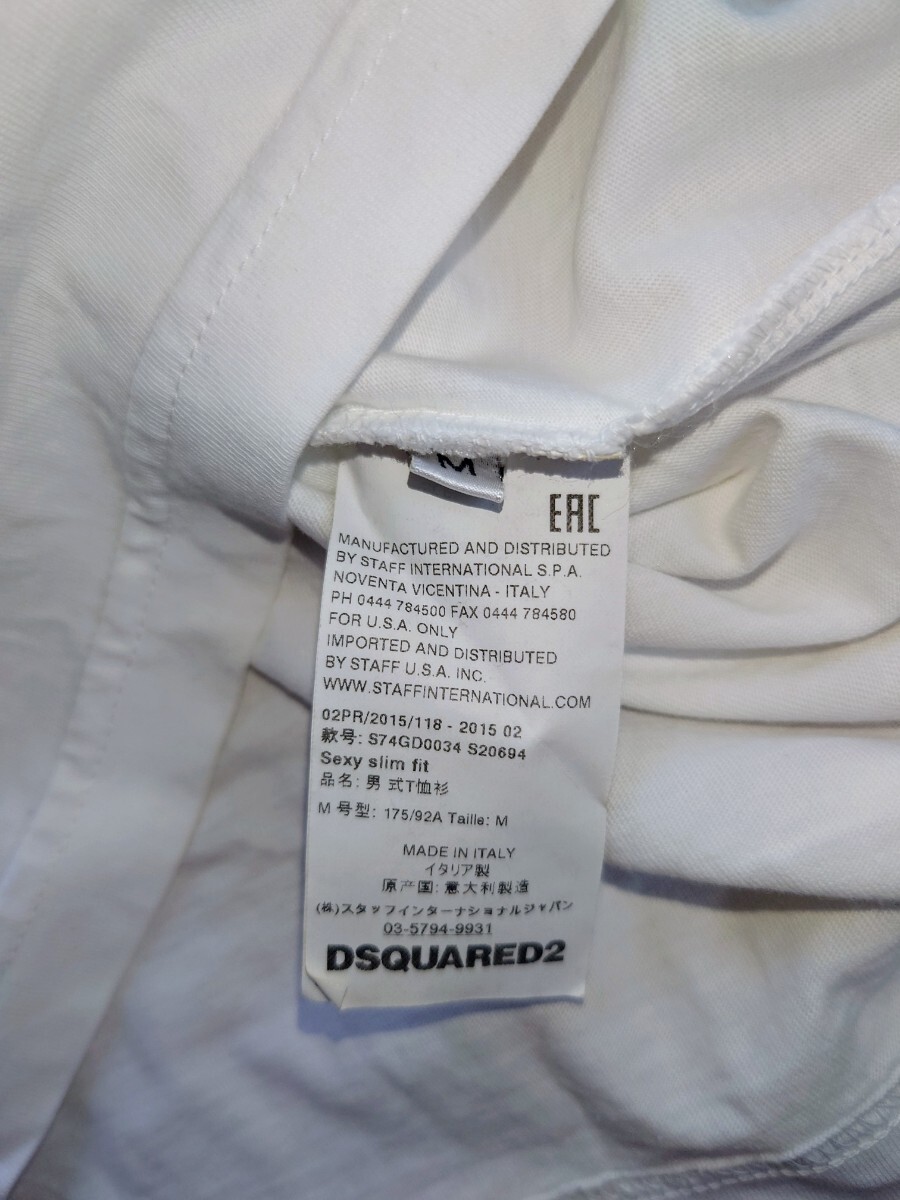 M
EAC
MANUFACTURED AND DISTRIBUTED
BY STAFF INTERNATIONAL S.P.A.
NOVENTA VICENTINA - ITALY
PH 0444 784500 FAX 0444 784580
FOR U.S.A. ONLY
IMPORTED AND DISTRIBUTED
BY STAFF U.S.A. INC.
WWW.STAFFINTERNATIONAL.COM
02PR/2015/118 - 2015 02
款号: S74GD0034 S20694
Sexy slim fit
品名: 男 式T恤衫
M 号型: 175/92A Taille: M
MADE IN ITALY
イタリア製
原产国: 意大利製造
(株)スタッフインターナショナルジャパン
03-5794-9931
DSQUARED2